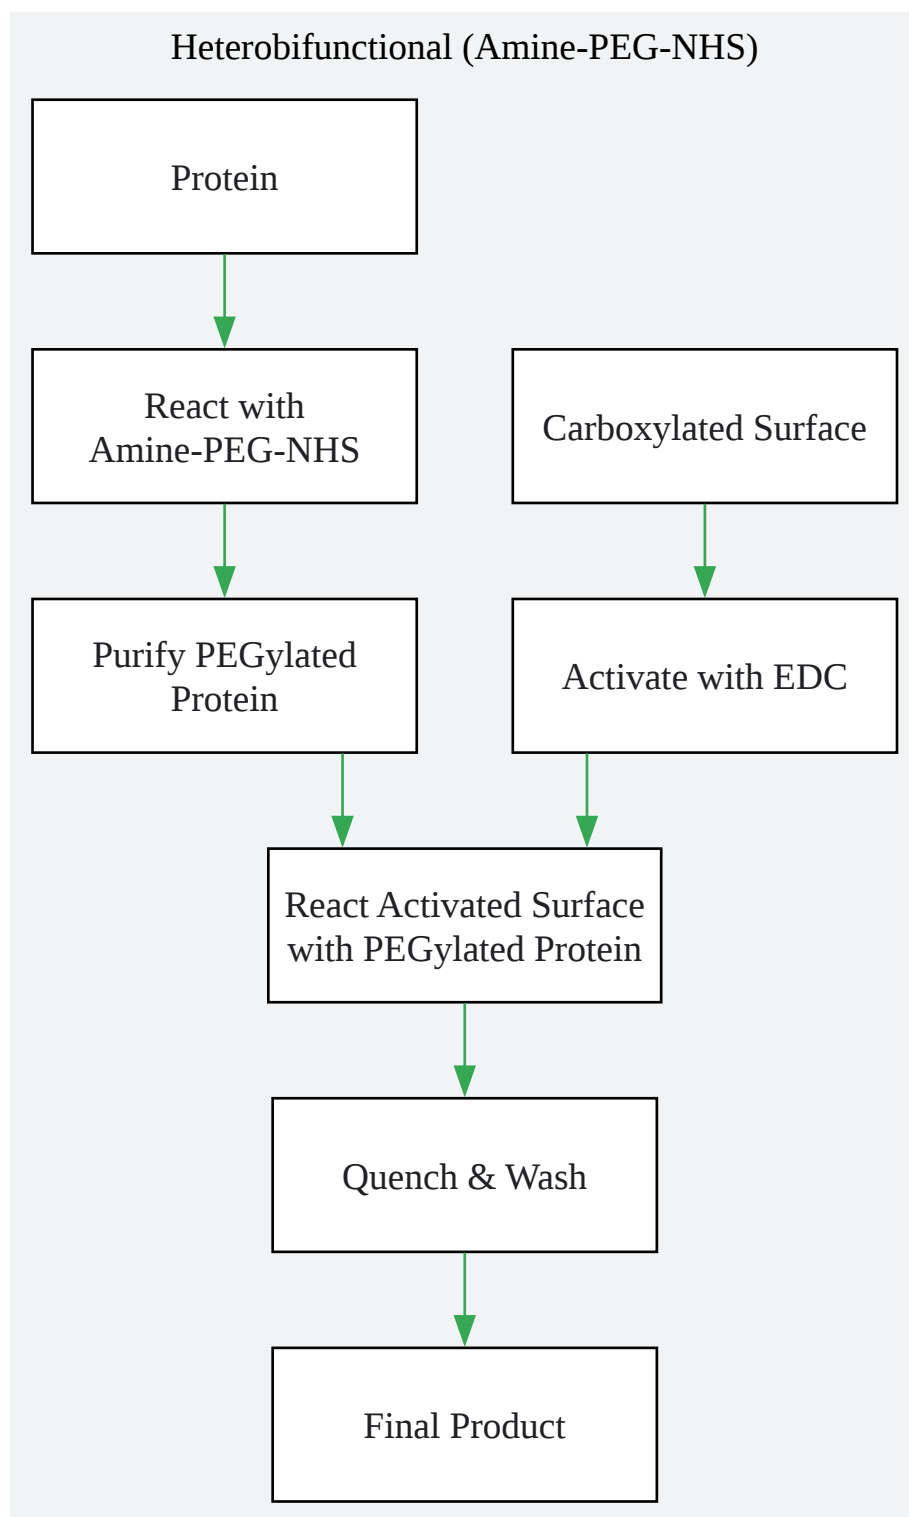 Heterobifunctional (Amine-PEG-NHS)
Protein
React with
Amine-PEG-NHS
Carboxylated Surface
Purify PEGylated
Protein
Activate with EDC
React Activated Surface
with PEGylated Protein
Quench & Wash
Final Product